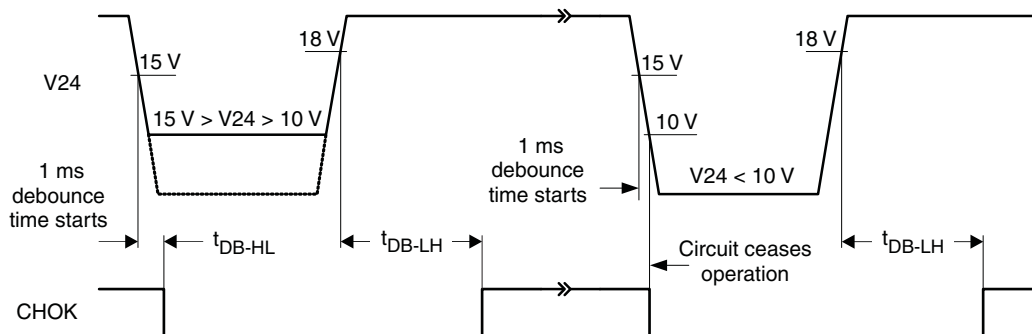 18 V
18 V
15 V
15 V
V24
15 V > V24 > 10 V
10 V
1 ms
debounce
time starts
1 ms
debounce
time starts
V24 < 10 V
tDB-HL
tDB-LH
Circuit ceases
operation
tDB-LH
CHOK